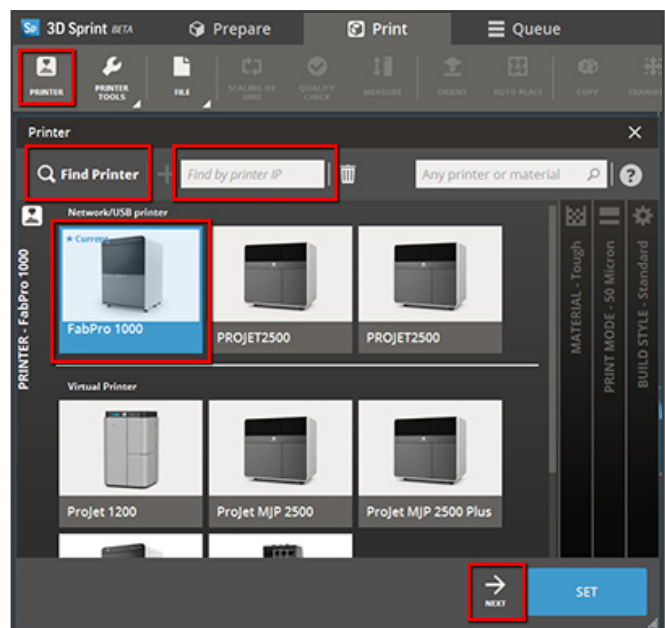 Sp 3D Sprint BETA Prepare Print Queue
PRINTER PRINTER TOOLS FILE SCALING BY UNIT QUALITY CHECK MEASURE ORIENT AUTO PLACE COPY
Printer
Find Printer Find by printer IP Any printer or material ?
Network/USB printer
Current
FabPro 1000 PROJET2500 PROJET2500
Virtual Printer
ProJet 1200 ProJet MJP 2500 ProJet MJP 2500 Plus
PRINTER - FabPro 1000
MATERIAL - Tough
PRINT MODE - 50 Micron
BUILD STYLE - Standard
NEXT SET